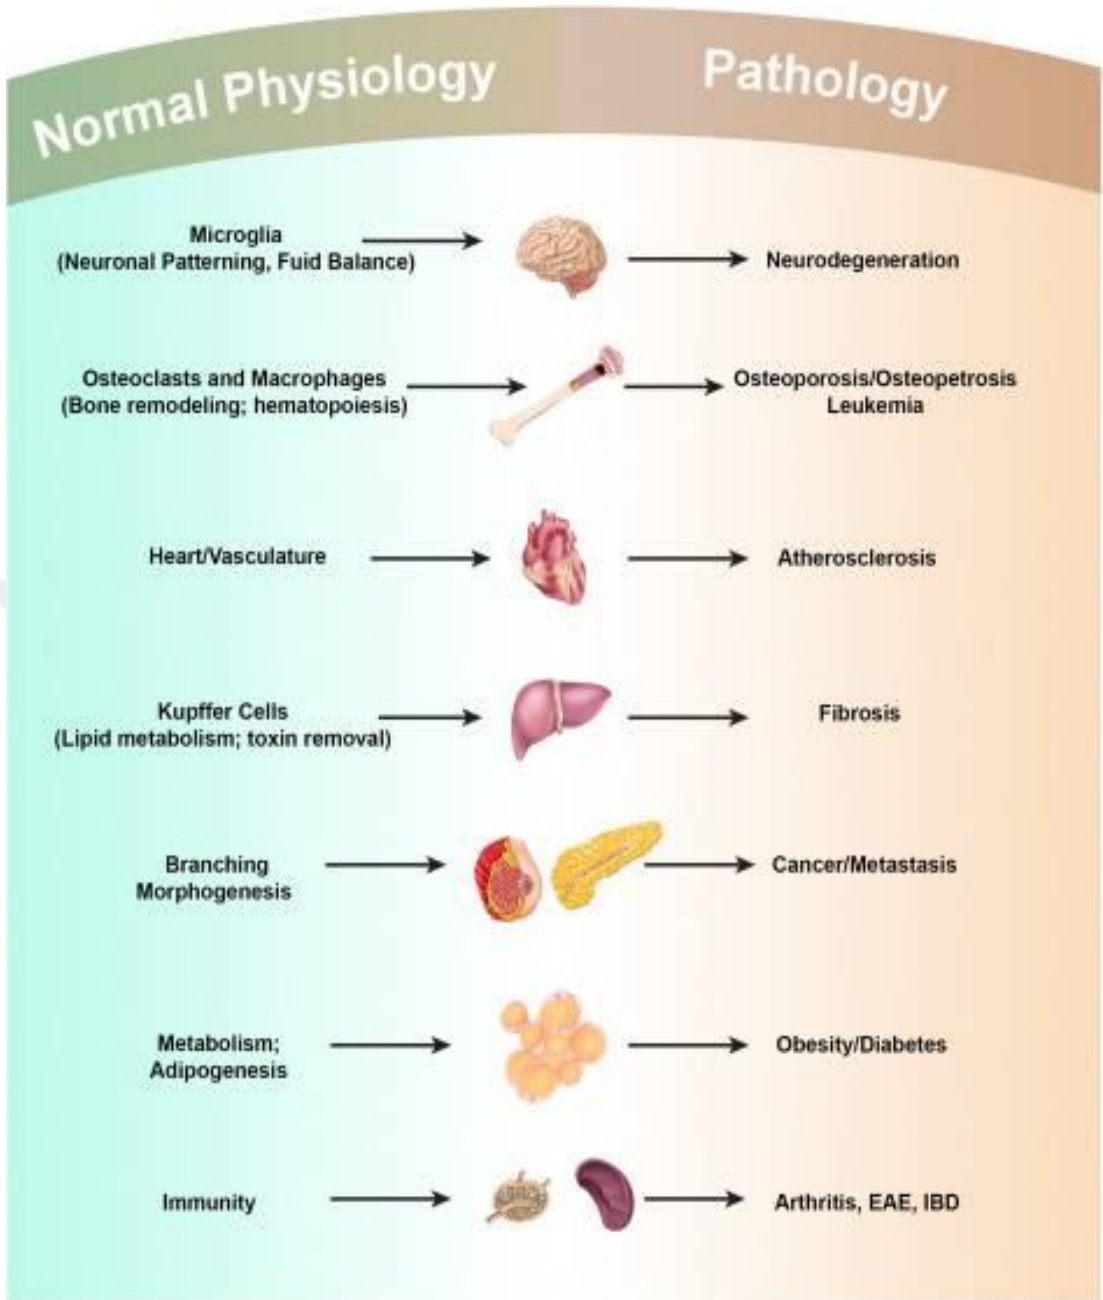 Normal Physiology
Pathology
Microglia
(Neuronal Patterning, Fuid Balance)
Neurodegeneration
Osteoclasts and Macrophages
(Bone remodeling; hematopoiesis)
Osteoporosis/Osteopetrosis
Leukemia
Heart/Vasculature
Atherosclerosis
Kupffer Cells
(Lipid metabolism; toxin removal)
Fibrosis
Branching
Morphogenesis
Cancer/Metastasis
Metabolism;
Adipogenesis
Obesity/Diabetes
Immunity
Arthritis, EAE, IBD